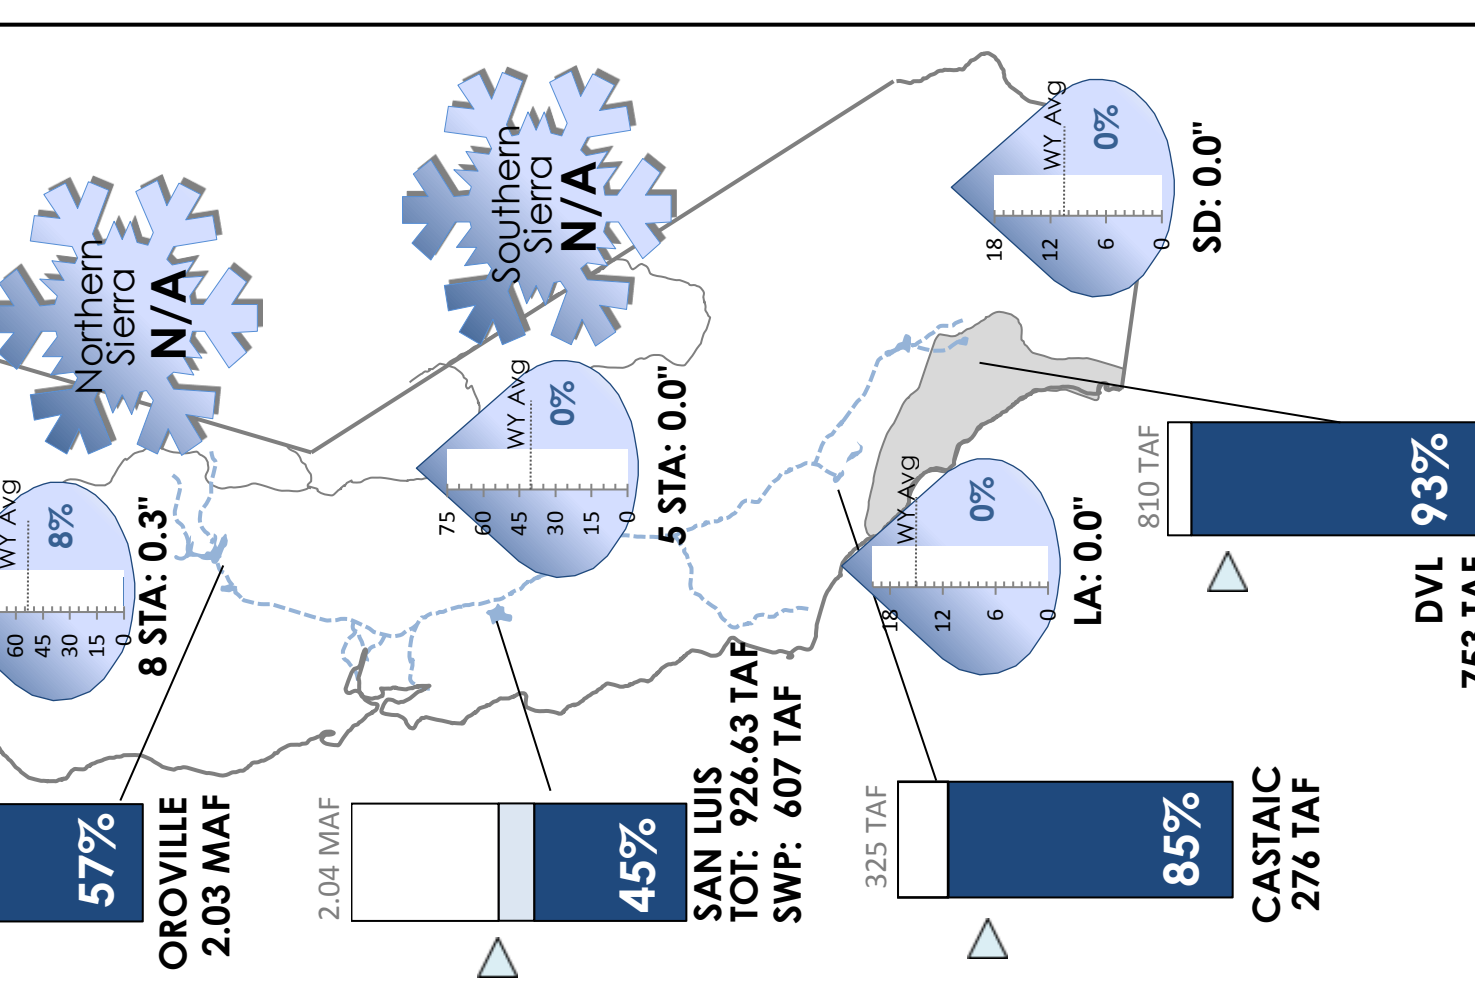 Northern
Sierra
N/A
Southern
Sierra
N/A
WY Avg
8%
60
45
30
15
0
8 STA: 0.3"
WY Avg
0%
75
60
45
30
15
0
5 STA: 0.0"
WY Avg
0%
18
12
6
0
SD: 0.0"
WY Avg
0%
18
12
6
0
LA: 0.0"
57%
OROVILLE
2.03 MAF
2.04 MAF
45%
SAN LUIS
TOT: 926.63 TAF
SWP: 607 TAF
325 TAF
85%
CASTAIC
276 TAF
810 TAF
93%
DVL
753 TAF